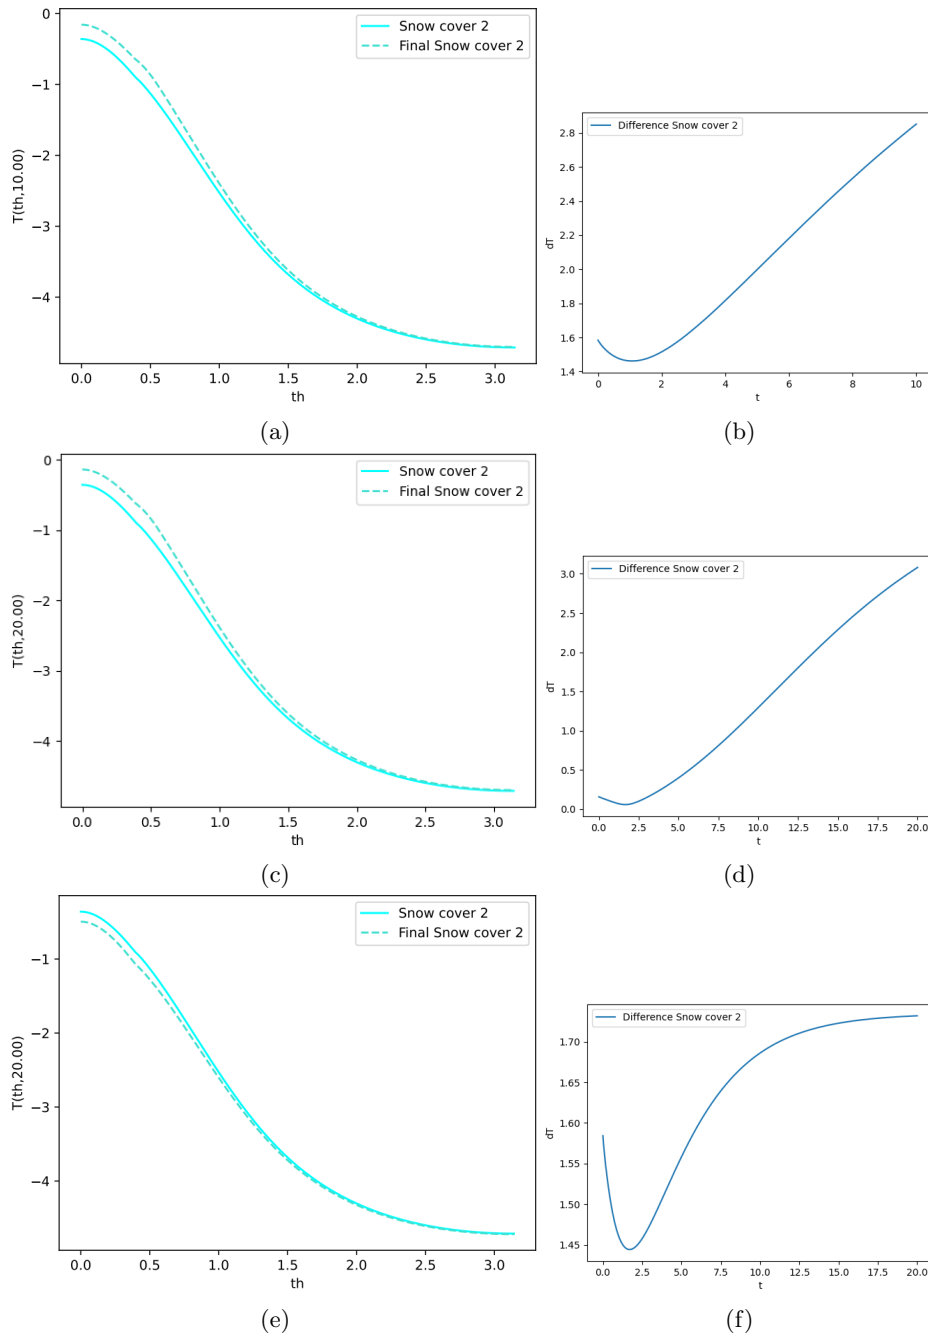 Snow cover 2
Final Snow cover 2
T(th,10.00)
0
−1
−2
−3
−4
0.0 0.5 1.0 1.5 2.0 2.5 3.0
th
(a)
Difference Snow cover 2
dT
2.8
2.6
2.4
2.2
2.0
1.8
1.6
1.4
0 2 4 6 8 10
t
(b)
Snow cover 2
Final Snow cover 2
T(th,20.00)
0
−1
−2
−3
−4
0.0 0.5 1.0 1.5 2.0 2.5 3.0
th
(c)
Difference Snow cover 2
dT
3.0
2.5
2.0
1.5
1.0
0.5
0.0
0.0 2.5 5.0 7.5 10.0 12.5 15.0 17.5 20.0
t
(d)
Snow cover 2
Final Snow cover 2
T(th,20.00)
−1
−2
−3
−4
0.0 0.5 1.0 1.5 2.0 2.5 3.0
th
(e)
Difference Snow cover 2
dT
1.70
1.65
1.60
1.55
1.50
1.45
0.0 2.5 5.0 7.5 10.0 12.5 15.0 17.5 20.0
t
(f)